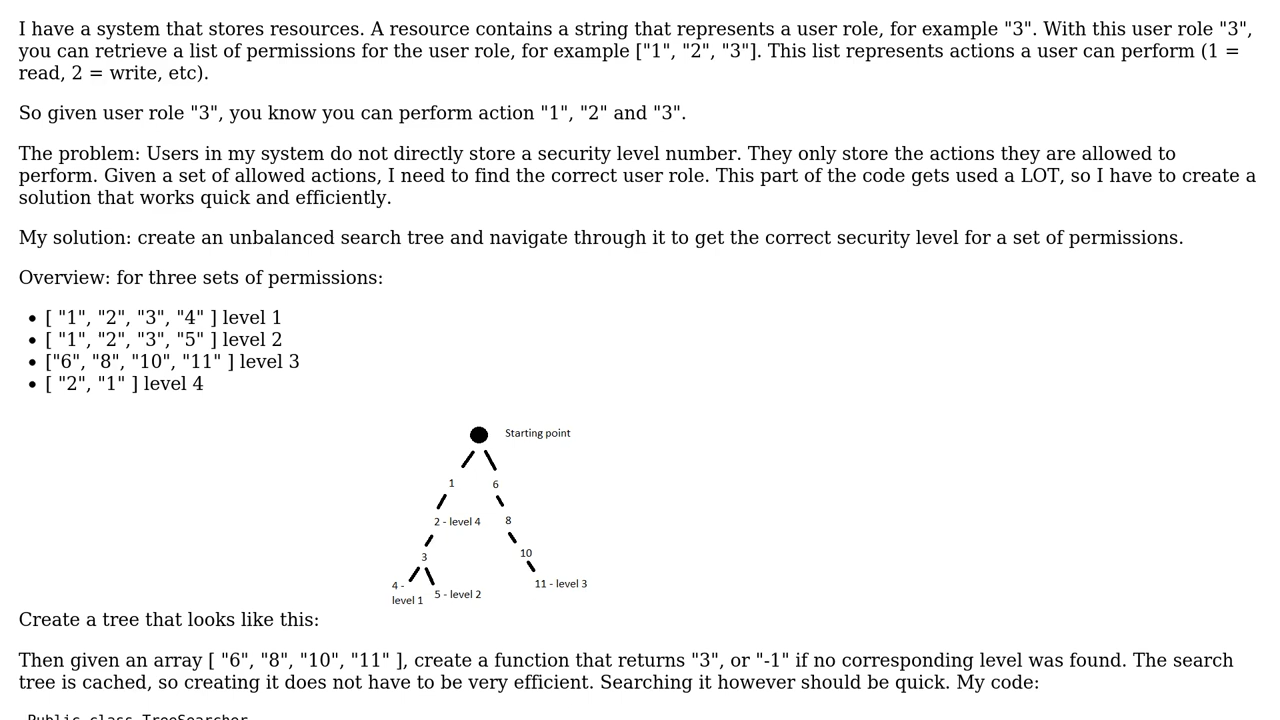 I have a system that stores resources. A resource contains a string that represents a user role, for example "3". With this user role "3",
you can retrieve a list of permissions for the user role, for example ["1", "2", "3"]. This list represents actions a user can perform (1 =
read, 2 = write, etc).
So given user role "3", you know you can perform action "1", "2" and "3".
The problem: Users in my system do not directly store a security level number. They only store the actions they are allowed to
perform. Given a set of allowed actions, I need to find the correct user role. This part of the code gets used a LOT, so I have to create a
solution that works quick and efficiently.
My solution: create an unbalanced search tree and navigate through it to get the correct security level for a set of permissions.
Overview: for three sets of permissions:
• [ "1", "2", "3", "4" ] level 1
• [ "1", "2", "3", "5" ] level 2
• ["6", "8", "10", "11" ] level 3
• [ "2", "1" ] level 4
Starting point
1 6
2 - level 4 8
3 10
4 -
level 1 5 - level 2 11 - level 3
Create a tree that looks like this:
Then given an array [ "6", "8", "10", "11" ], create a function that returns "3", or "-1" if no corresponding level was found. The search
tree is cached, so creating it does not have to be very efficient. Searching it however should be quick. My code:
Public class TreeSearcher